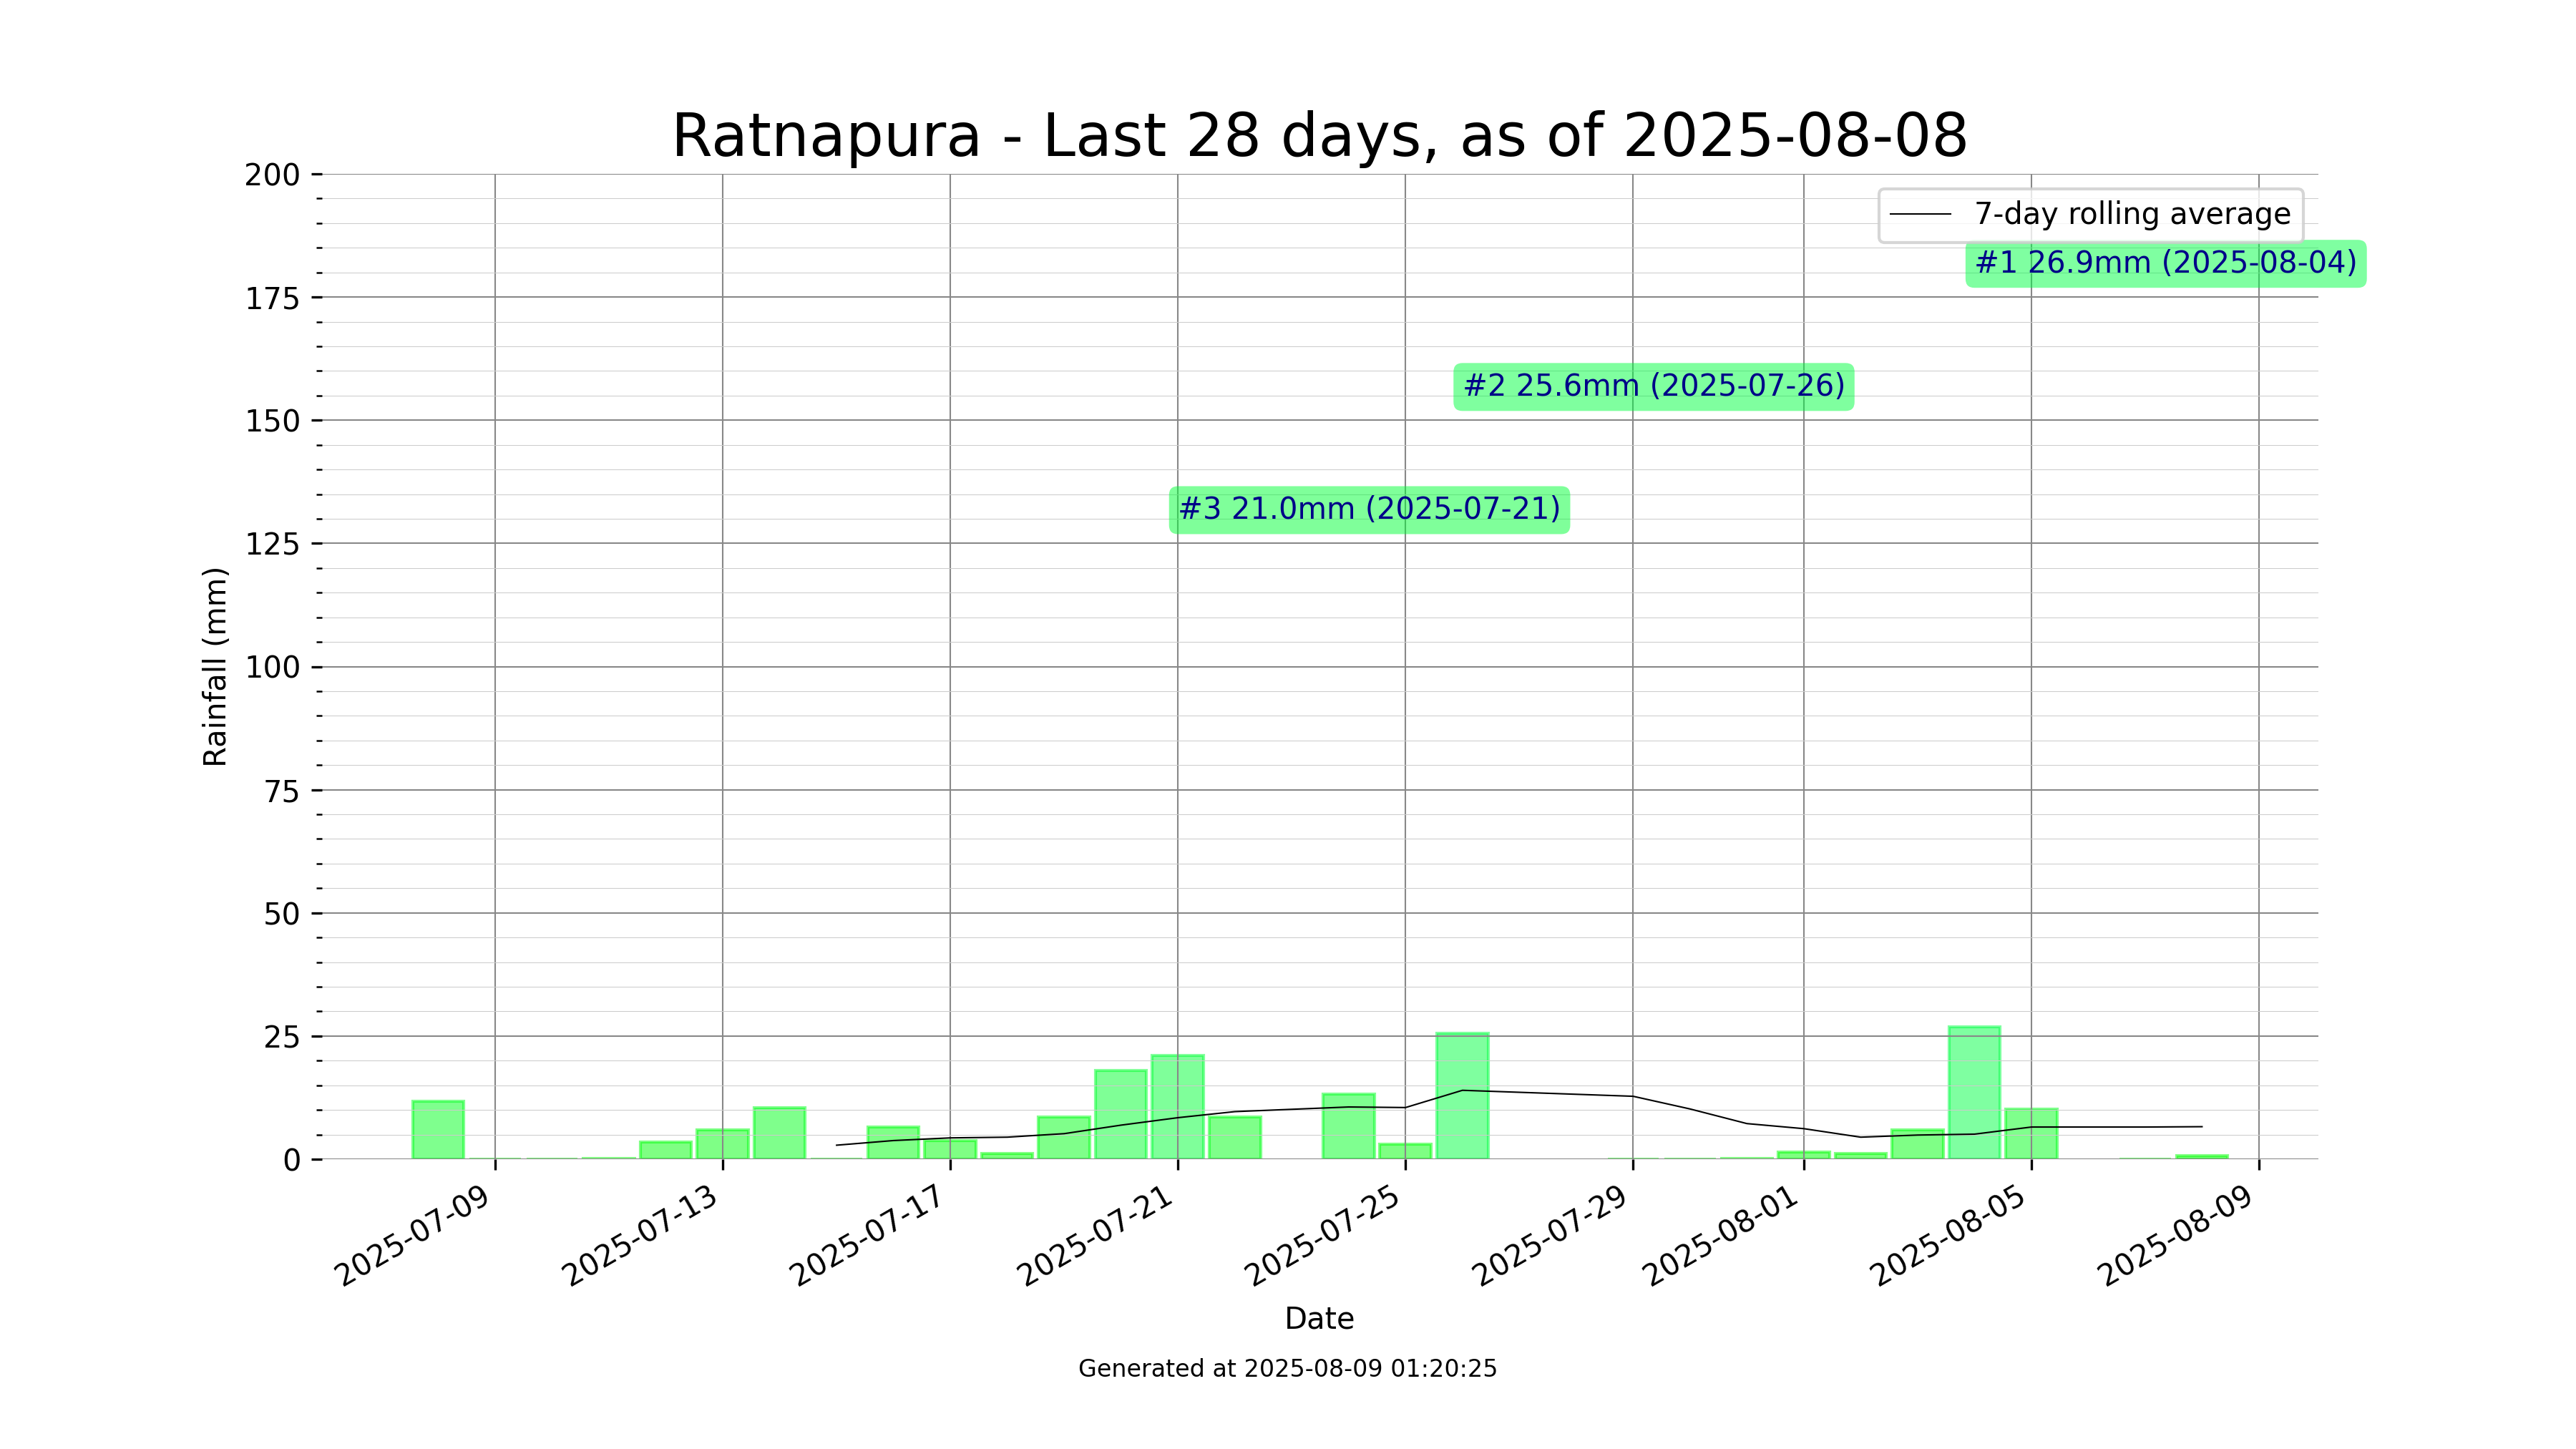 Ratnapura - Last 28 days, as of 2025-08-08
200
175
150
125
100
75
50
25
0
Rainfall (mm)
7-day rolling average
#1 26.9mm (2025-08-04)
#2 25.6mm (2025-07-26)
#3 21.0mm (2025-07-21)
2025-07-09
2025-07-13
2025-07-17
2025-07-21
2025-07-25
2025-07-29
2025-08-01
2025-08-05
2025-08-09
Date
Generated at 2025-08-09 01:20:25